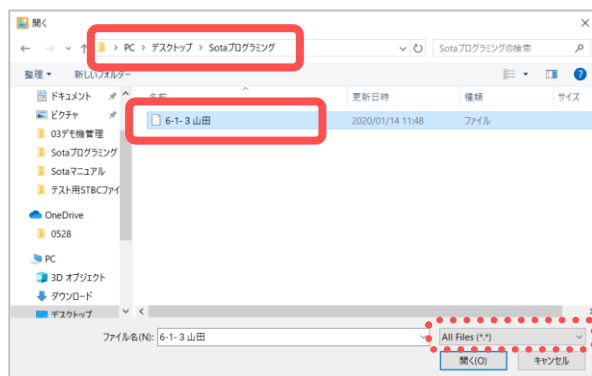 開く
PC > デスクトップ > Sotaプログラミング
Sotaプログラミングの検索
整理 新しいフォルダー
名前 更新日時 種類 サイズ
6-1-3 山田 2020/01/14 11:48 ファイル
ドキュメント
ピクチャ
03デモ機管理
Sotaプログラミング
Sotaマニュアル
テスト用STBCファイ
OneDrive
0528
PC
3D オブジェクト
ダウンロード
デスクトップ
ファイル名(N): 6-1-3 山田
All Files (*.*)
開く(O) キャンセル